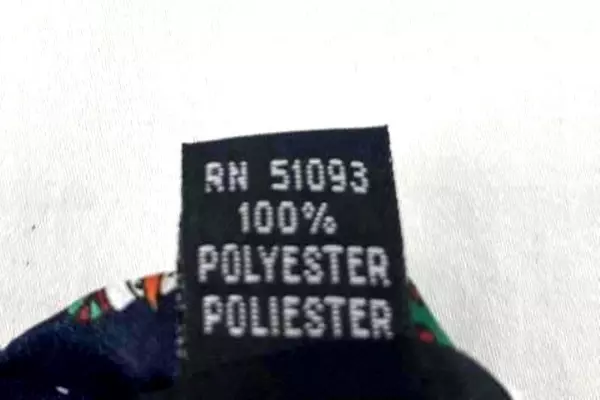 RN 51093
100%
POLYESTER
POLIESTER